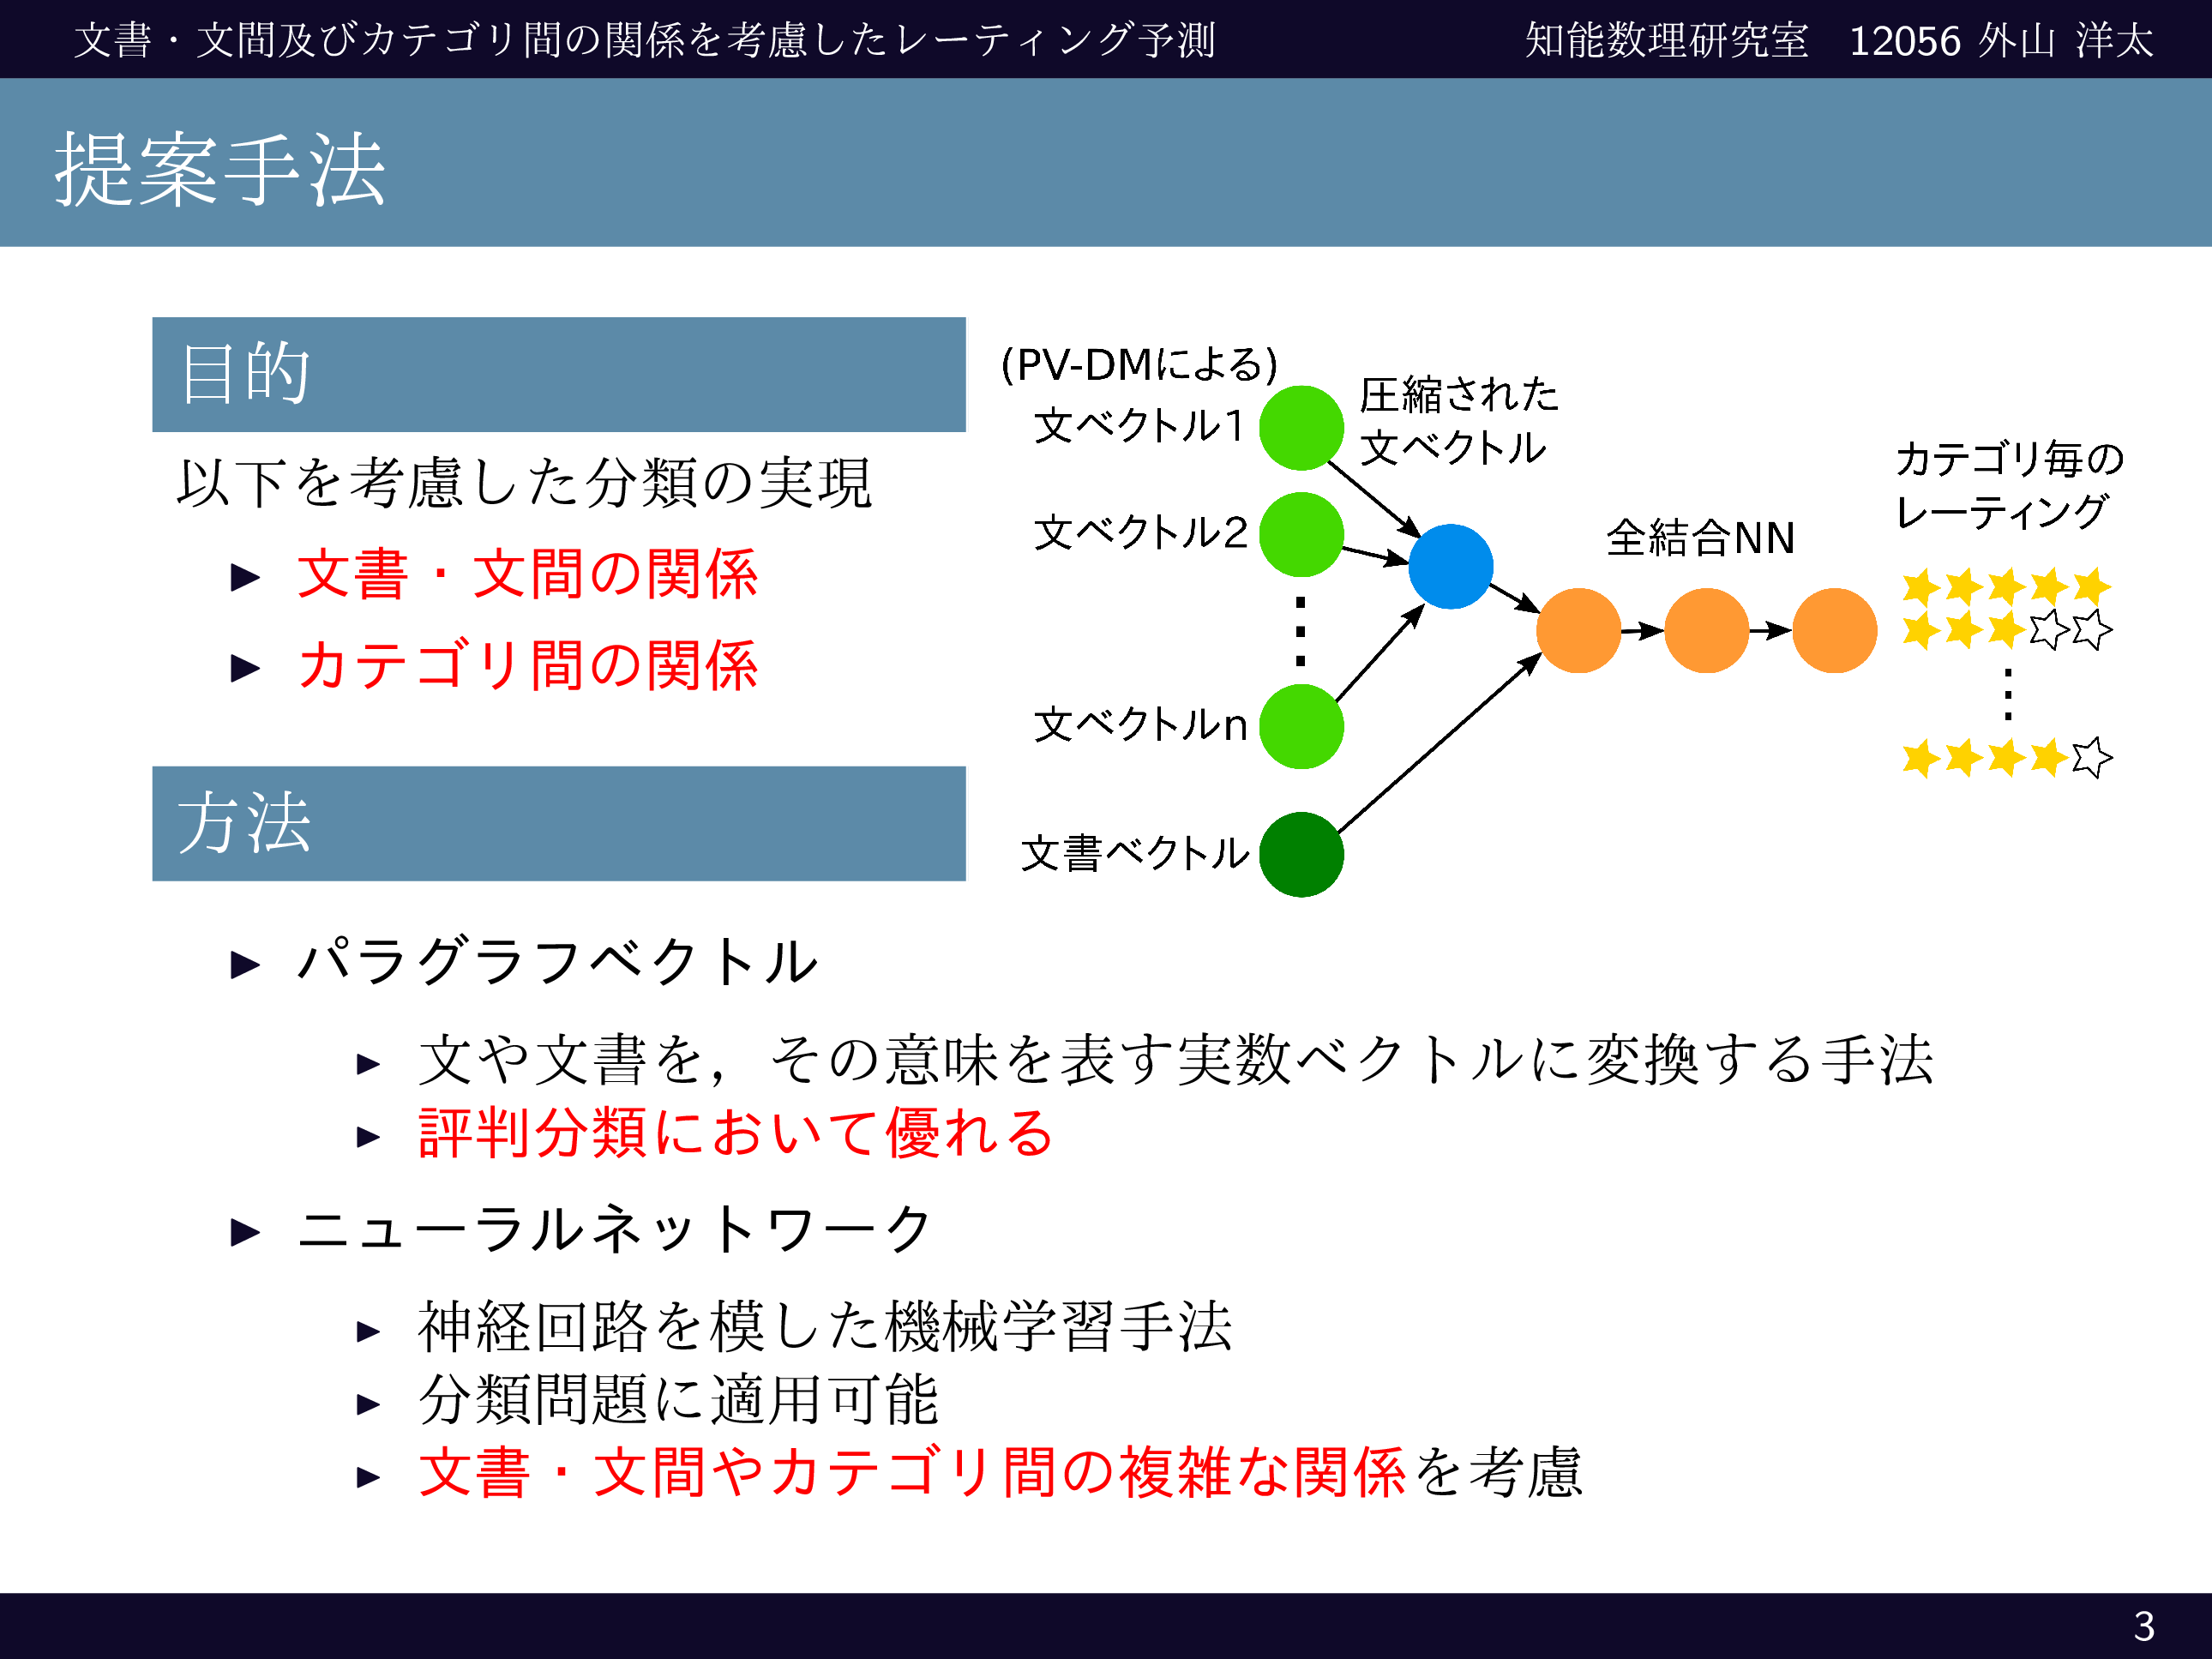 文書・文間及びカテゴリ間の関係を考慮したレーティング予測
知能数理研究室 12056 外山 洋太
提案手法
目的
以下を考慮した分類の実現
文書・文間の関係
カテゴリ間の関係
(PV-DMによる)
文ベクトル1
文ベクトル2
文ベクトルn
文書ベクトル
圧縮された
文ベクトル
全結合NN
カテゴリ毎の
レーティング
方法
パラグラフベクトル
文や文書を，その意味を表す実数ベクトルに変換する手法
評判分類において優れる
ニューラルネットワーク
神経回路を模した機械学習手法
分類問題に適用可能
文書・文間やカテゴリ間の複雑な関係を考慮
3